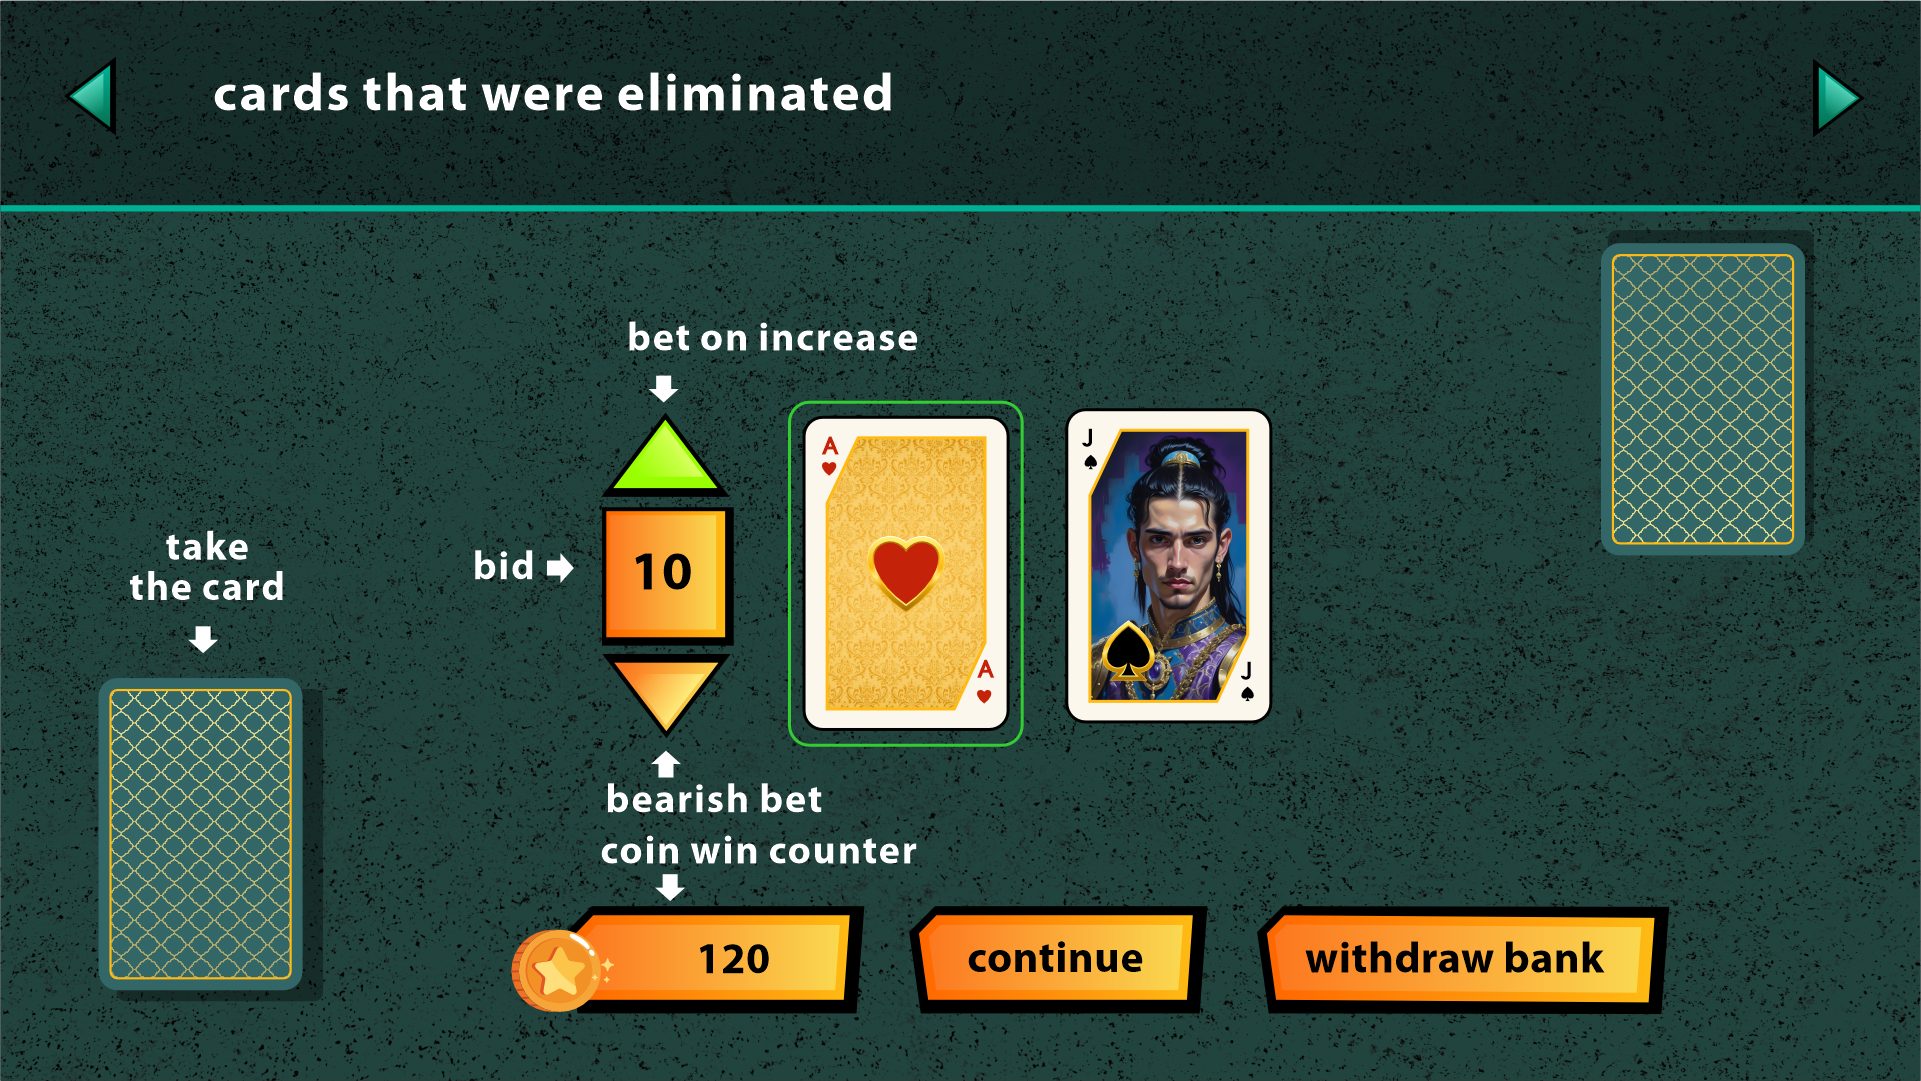 cards that were eliminated
bet on increase
take
the card
bid
10
A
A
J
J
bearish bet
coin win counter
120
continue
withdraw bank